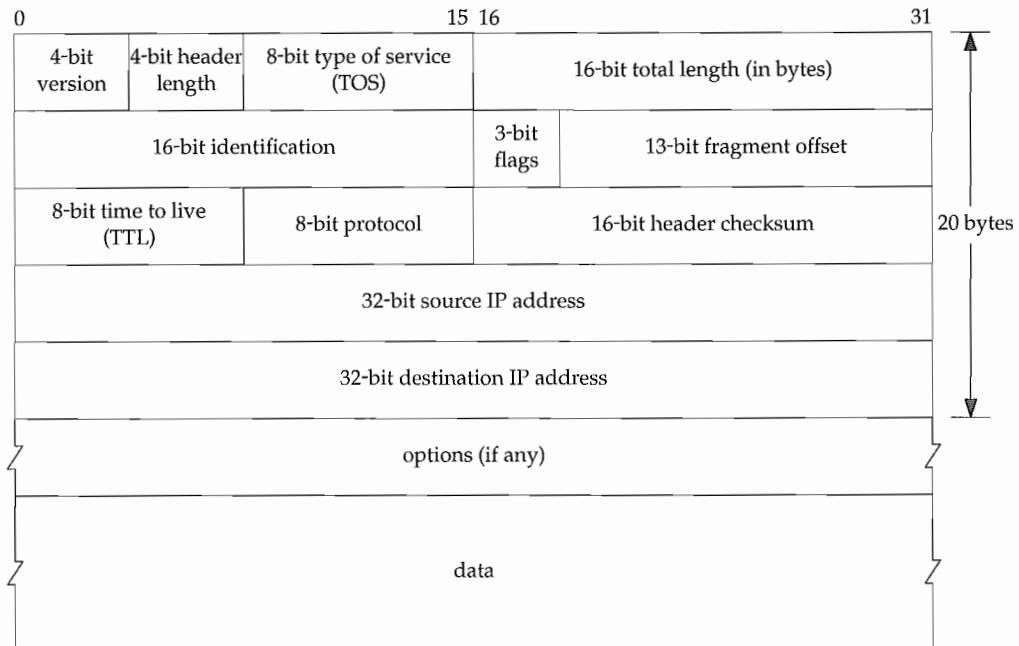 0 15 16 31
4-bit
version
4-bit header
length
8-bit type of service
(TOS)
16-bit total length (in bytes)
16-bit identification
3-bit
flags
13-bit fragment offset
8-bit time to live
(TTL)
8-bit protocol
16-bit header checksum
20 bytes
32-bit source IP address
32-bit destination IP address
options (if any)
data